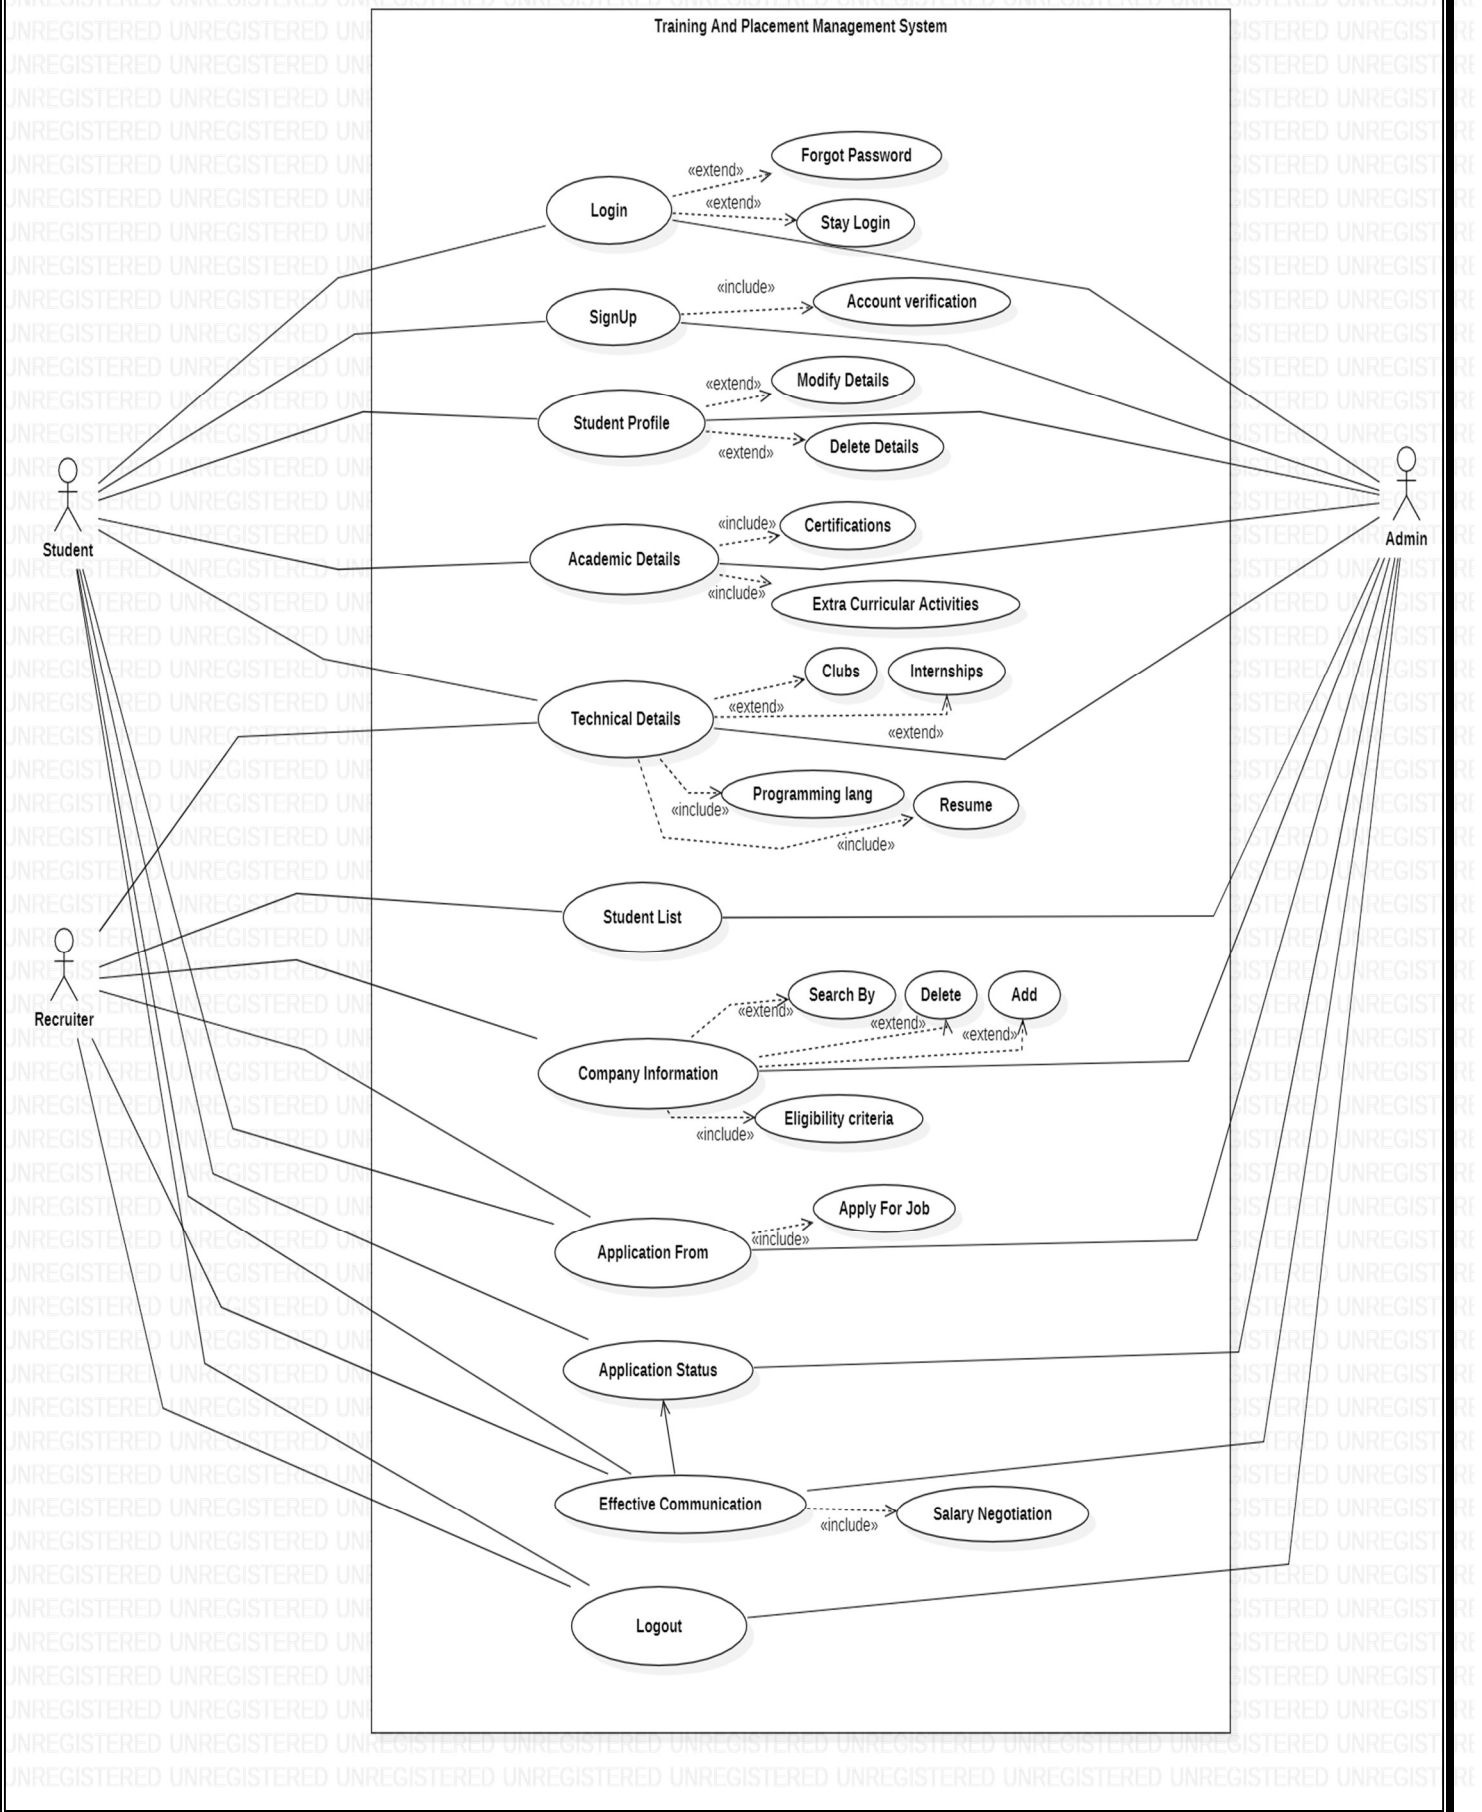 Training And Placement Management System
Forgot Password
«extend»
«extend»
Login
Stay Login
«include»
Account verification
SignUp
Modify Details
«extend»
Student Profile
Delete Details
«extend»
«include»
Certifications
Student
Admin
Academic Details
«include»
Extra Curricular Activities
Clubs
Internships
«extend»
Technical Details
«extend»
Programming lang
Resume
«include»
«include»
Student List
Recruiter
Search By
Delete
Add
«extend»
«extend»
«extend»
Company Information
Eligibility criteria
«include»
Apply For Job
«include»
Application From
Application Status
Effective Communication
Salary Negotiation
«include»
Logout
UNREGISTERED